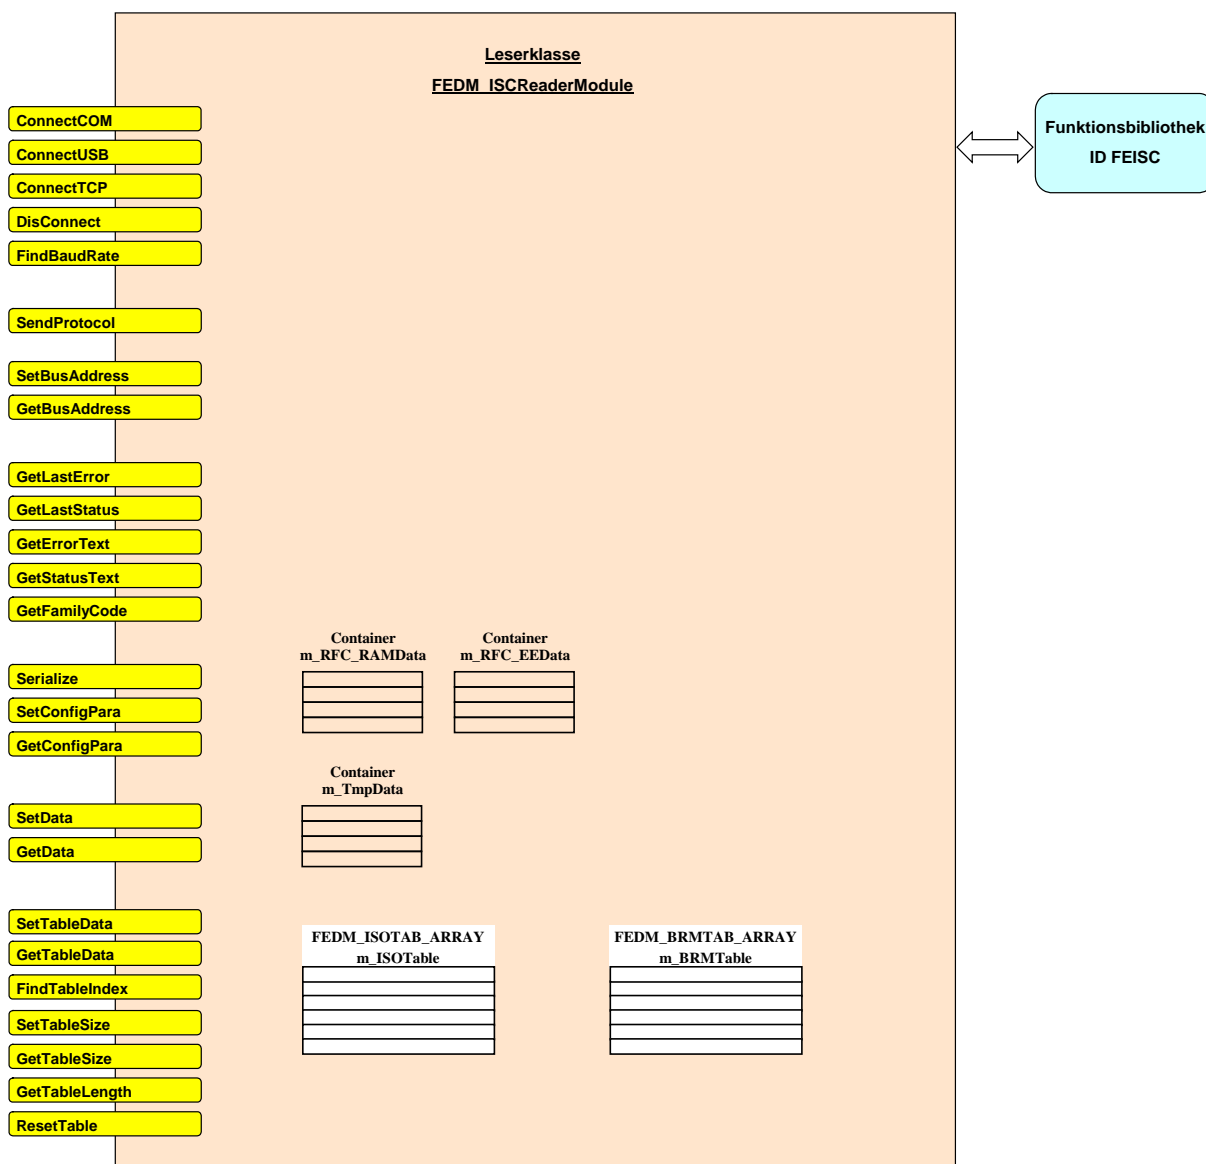 Leserklasse
FEDM_ISCReaderModule
ConnectCOM
ConnectUSB
ConnectTCP
DisConnect
FindBaudRate
SendProtocol
SetBusAddress
GetBusAddress
GetLastError
GetLastStatus
GetErrorText
GetStatusText
GetFamilyCode
Serialize
SetConfigPara
GetConfigPara
SetData
GetData
SetTableData
GetTableData
FindTableIndex
SetTableSize
GetTableSize
GetTableLength
ResetTable
Container
m_RFC_RAMData
Container
m_RFC_EEData
Container
m_TmpData
FEDM_ISOTAB_ARRAY
m_ISOTable
FEDM_BRMTAB_ARRAY
m_BRMTable
Funktionsbibliothek
ID FEISC